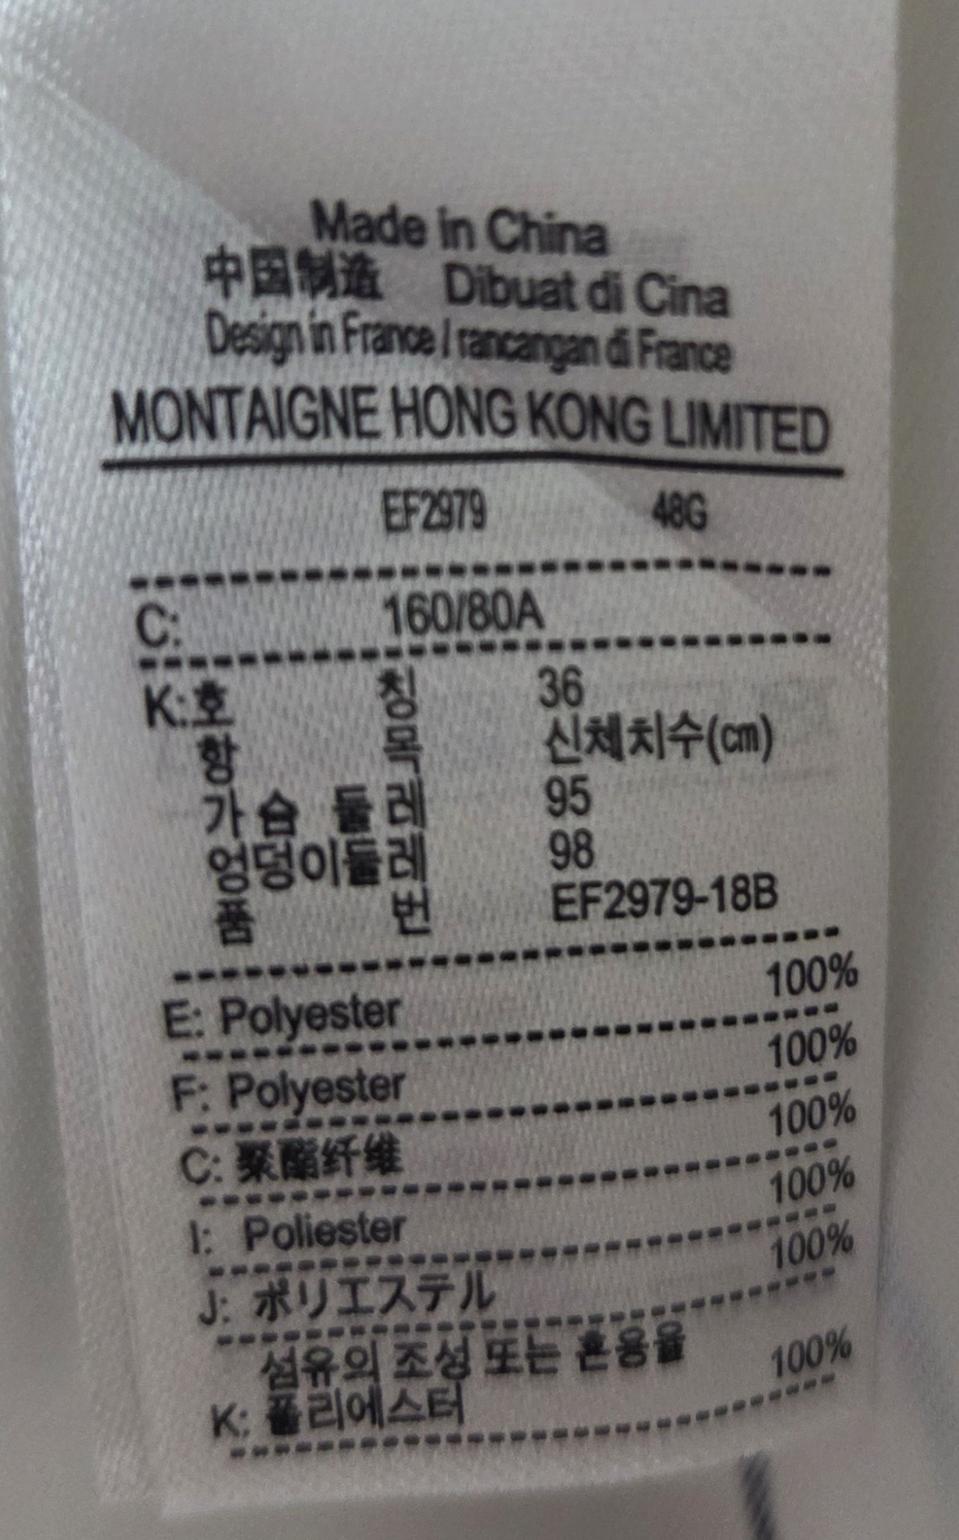 Made in China
中国制造 Dibuat di Cina
Design in France / rancangan di France
MONTAIGNE HONG KONG LIMITED
EF2979 48G
C: 160/80A
K:호 칭 36
항 목 신체치수(cm)
가 슴 둘 레 95
엉덩이둘레 98
품 번 EF2979-18B
E: Polyester 100%
F: Polyester 100%
C: 聚酯纤维 100%
I: Poliester 100%
J: ポリエステル 100%
섬유의 조성 또는 혼용율
K: 폴리에스터 100%